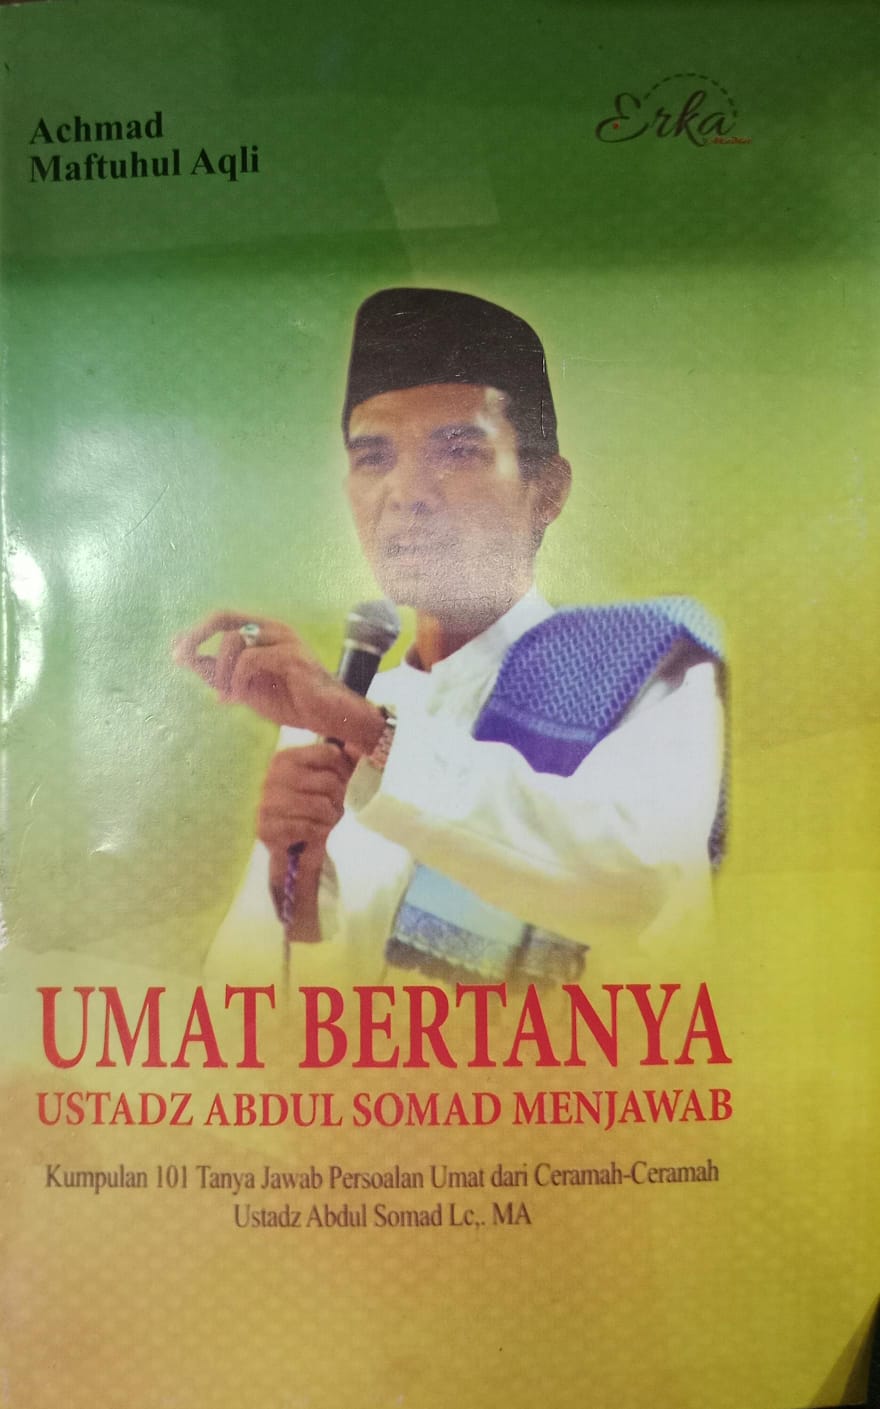 Achmad
Maftuhul Aqli
Erka
UMAT BERTANYA
USTADZ ABDUL SOMAD MENJAWAB
Kumpulan 101 Tanya Jawab Persoalan Umat dari Ceramah-Ceramah
Ustadz Abdul Somad Lc,. MA